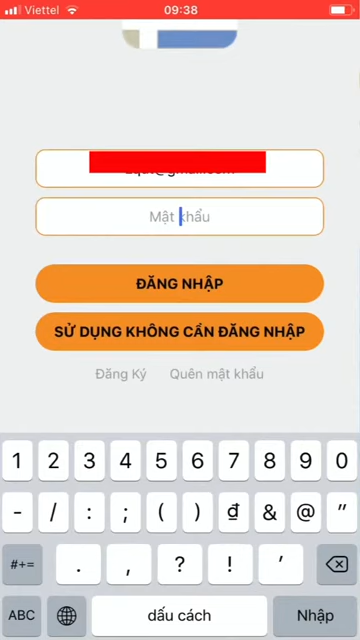 Viettel 09:38
Mật khẩu
ĐĂNG NHẬP
SỬ DỤNG KHÔNG CẦN ĐĂNG NHẬP
Đăng Ký Quên mật khẩu
1 2 3 4 5 6 7 8 9 0
- / : ; ( ) ₫ & @ "
#+= . , ? ! '
ABC dấu cách Nhập